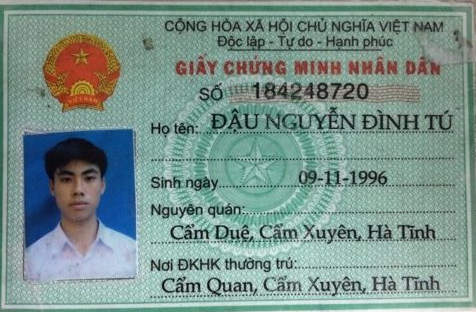 CỘNG HÒA XÃ HỘI CHỦ NGHĨA VIỆT NAM
Độc lập - Tự do - Hạnh phúc
GIẤY CHỨNG MINH NHÂN DÂN
SỐ 184248720
Họ tên: ĐẬU NGUYỄN ĐÌNH TÚ
Sinh ngày 09-11-1996
Nguyên quán:
Cẩm Duệ, Cẩm Xuyên, Hà Tĩnh
Nơi ĐKHK thường trú:
Cẩm Quan, Cẩm Xuyên, Hà Tĩnh
VIỆT NAM